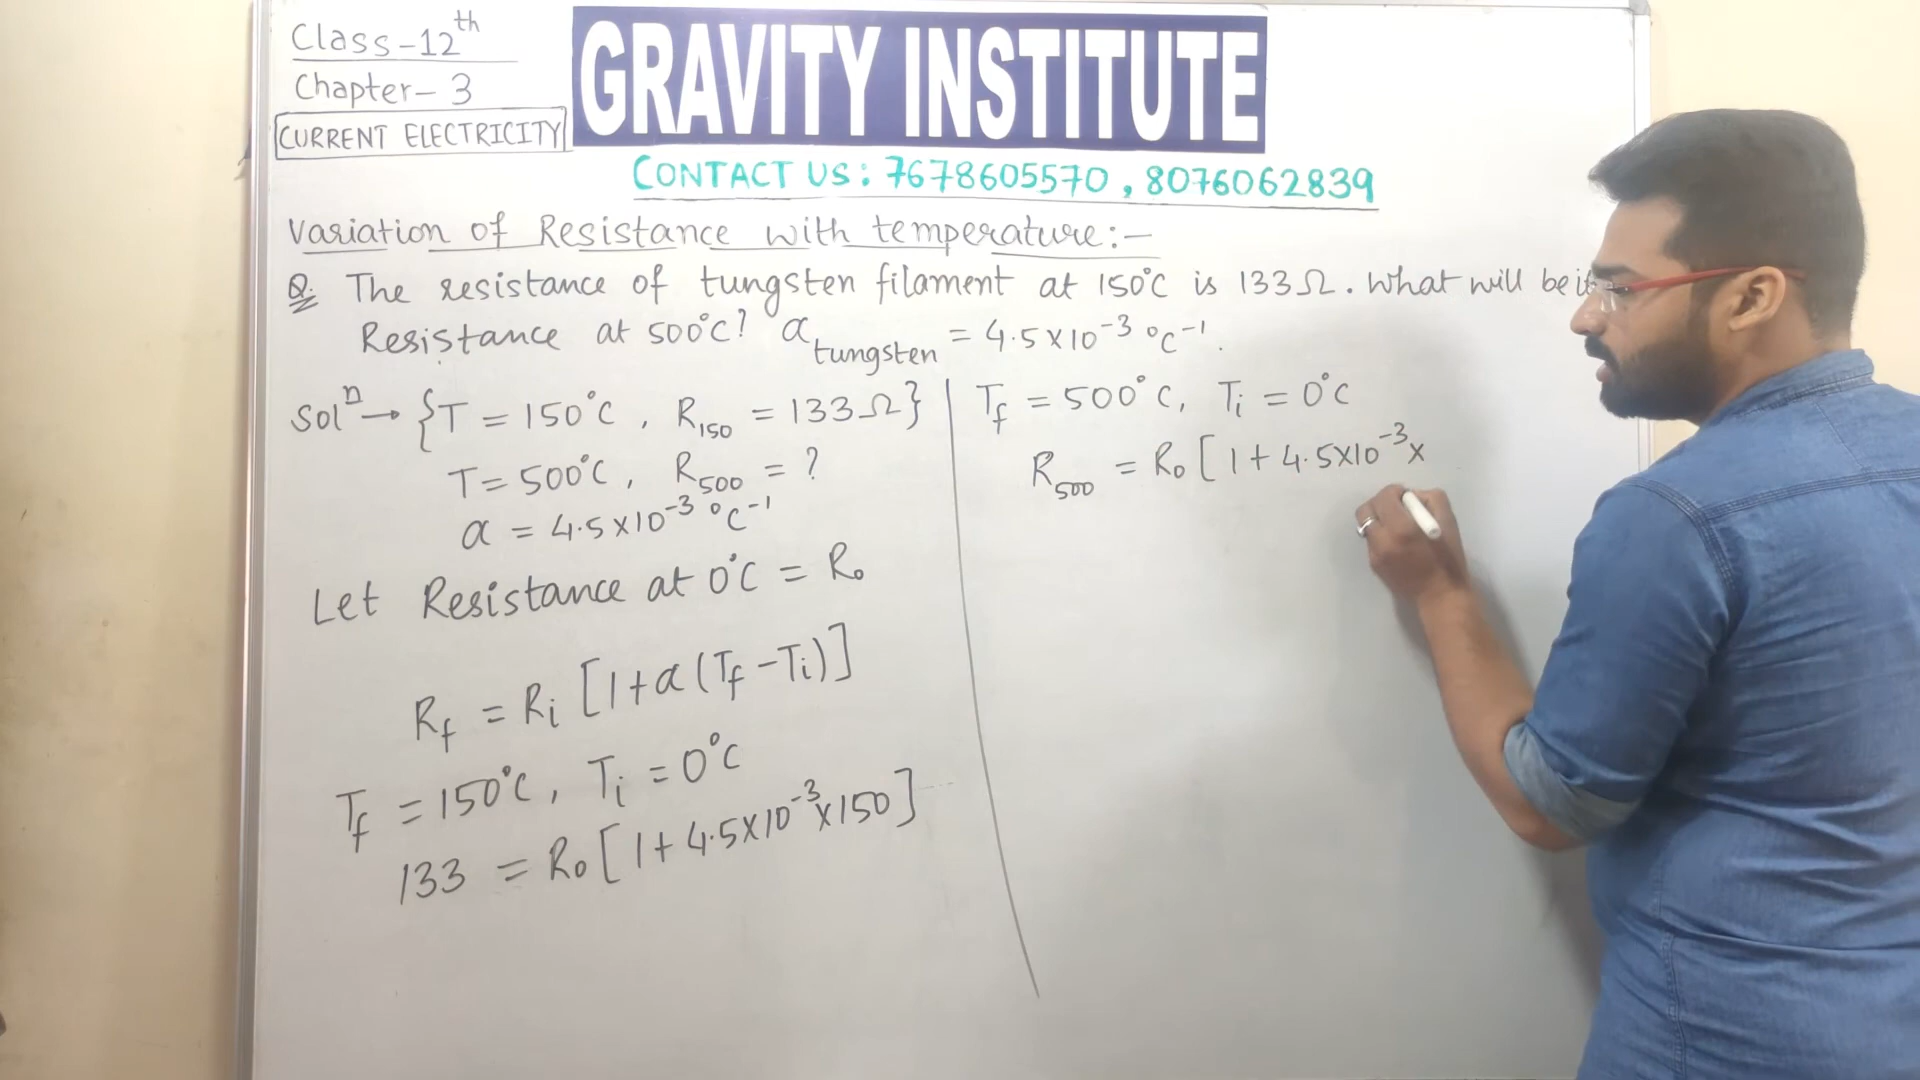 Class-12th
Chapter-3
CURRENT ELECTRICITY
GRAVITY INSTITUTE
CONTACT US: 7678605570, 8076062839
Variation of Resistance with temperature:-
Q. The resistance of tungsten filament at 150°C is 133Ω. What will be it
Resistance at 500°C? α tungsten = 4.5×10⁻³ °C⁻¹.
Solⁿ → {T = 150°C, R₁₅₀ = 133Ω}
T = 500°C, R₅₀₀ = ?
α = 4.5×10⁻³ °C⁻¹
Let Resistance at 0°C = R₀
Rf = Ri [1+α(Tf-Ti)]
Tf = 150°C, Ti = 0°C
133 = R₀[1+4.5×10⁻³×150]
Tf = 500°C, Ti = 0°C
R₅₀₀ = R₀[1+4.5×10⁻³×